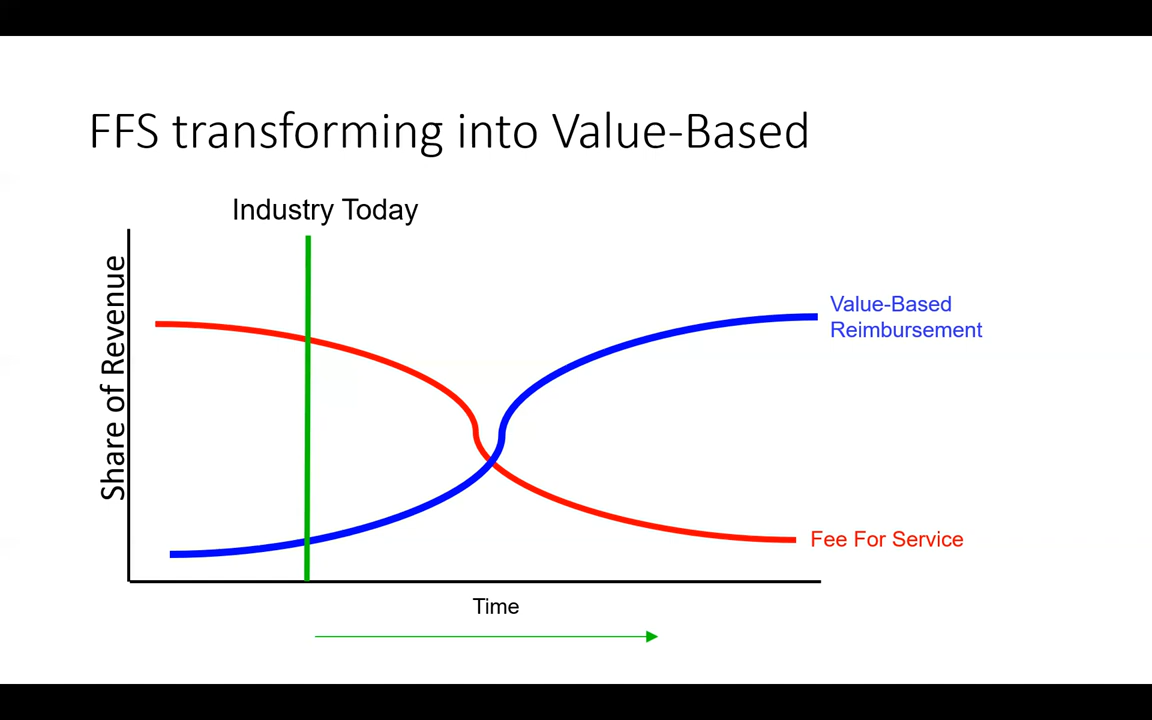 FFS transforming into Value-Based
Industry Today
Share of Revenue
Value-Based
Reimbursement
Fee For Service
Time